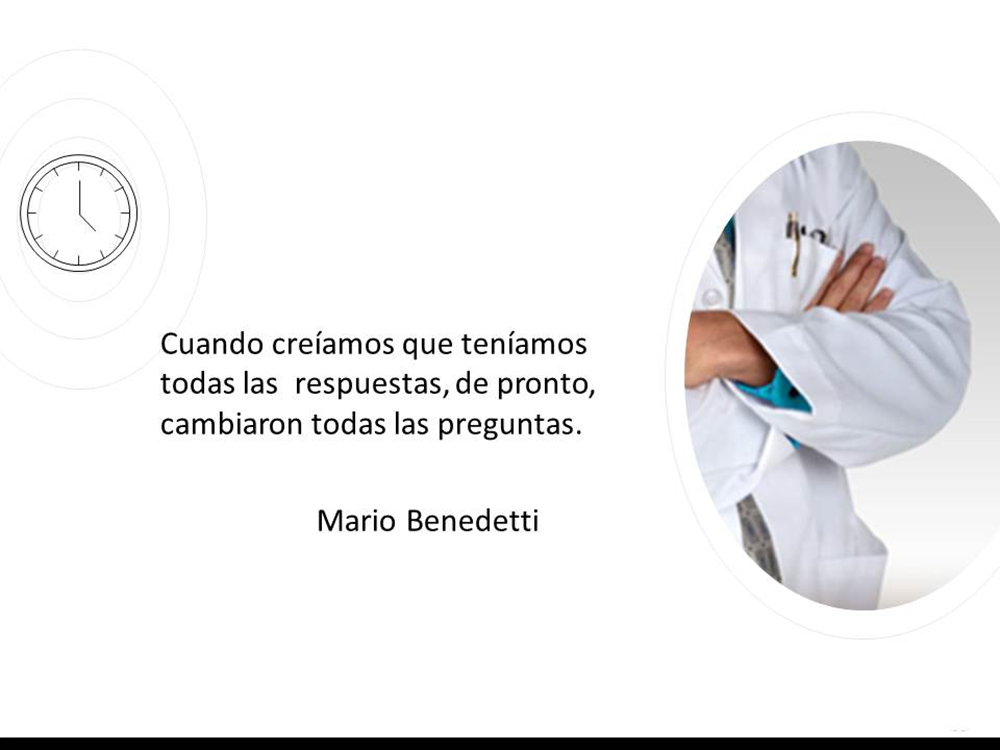 Cuando creíamos que teníamos
todas las respuestas, de pronto,
cambiaron todas las preguntas.
Mario Benedetti